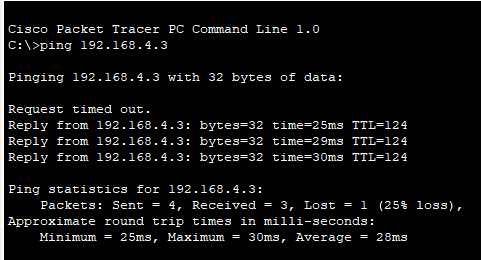 Cisco Packet Tracer PC Command Line 1.0
C:\>ping 192.168.4.3
Pinging 192.168.4.3 with 32 bytes of data:
Request timed out.
Reply from 192.168.4.3: bytes=32 time=25ms TTL=124
Reply from 192.168.4.3: bytes=32 time=29ms TTL=124
Reply from 192.168.4.3: bytes=32 time=30ms TTL=124
Ping statistics for 192.168.4.3:
Packets: Sent = 4, Received = 3, Lost = 1 (25% loss),
Approximate round trip times in milli-seconds:
Minimum = 25ms, Maximum = 30ms, Average = 28ms